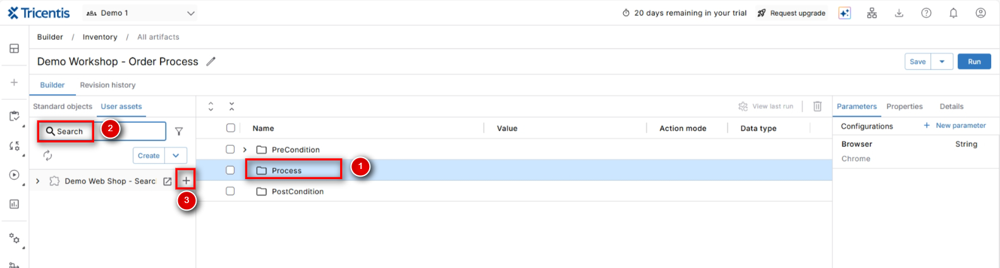 Tricentis Demo 1 20 days remaining in your trial Request upgrade
Builder / Inventory / All artifacts
Demo Workshop - Order Process Save Run
Builder Revision history
Standard objects User assets View last run Parameters Properties Details
Search 2 Name Value Action mode Data type Configurations + New parameter
Browser String
Create PreCondition Chrome
Process 1
Demo Web Shop - Searc +
PostCondition
3